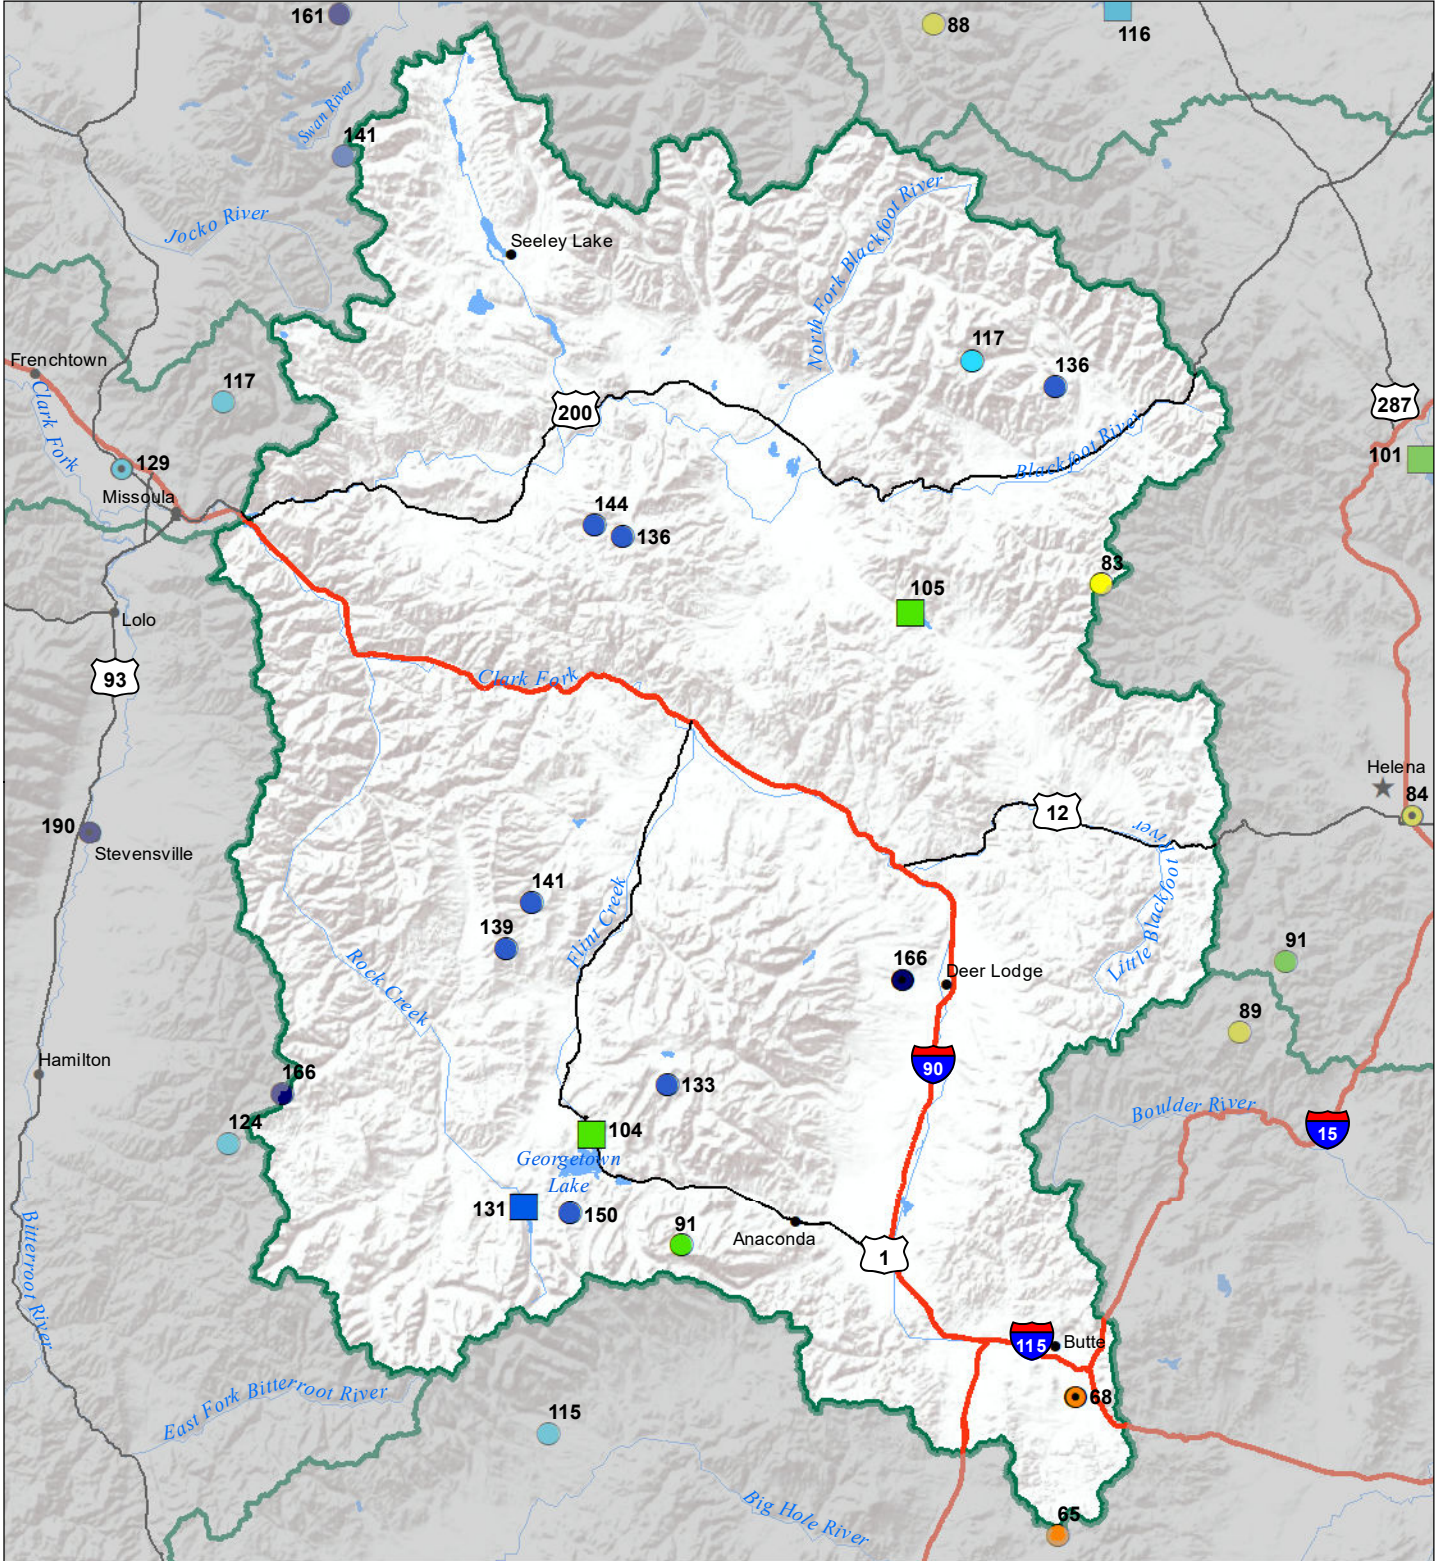 161
88
116
Swan River
141
North Fork Blackfoot River
Jocko River
Seeley Lake
117
136
Frenchtown
117
Clark Fork
200
287
129
Blackfoot River
101
Missoula
144
136
83
105
Lolo
93
Clark Fork
Helena
84
12
190
Stevensville
Little Blackfoot River
141
Flint Creek
139
91
166
Deer Lodge
Rock Creek
89
Hamilton
90
166
133
Boulder River
124
15
104
Georgetown
Lake
131
150
91
Anaconda
1
Bitterroot River
115
Butte
East Fork Bitterroot River
68
115
Big Hole River
65